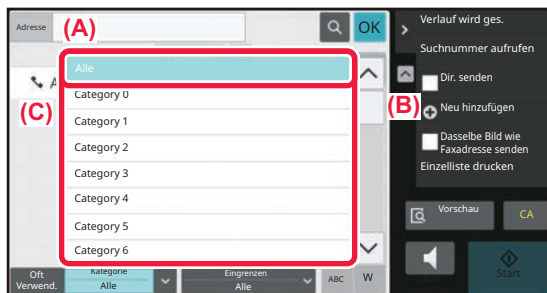 Adresse
(A)
OK
Alle
A
(C)
Category 0
Category 1
Category 2
Category 3
Category 4
Category 5
Category 6
Oft
Verwend.
Kategorie
Alle
Eingrenzen
Alle
ABC
W
Verlauf wird ges.
Suchnummer aufrufen
Dir. senden
(B)
Neu hinzufügen
Dasselbe Bild wie
Faxadresse senden
Einzelliste drucken
Vorschau
CA
Start